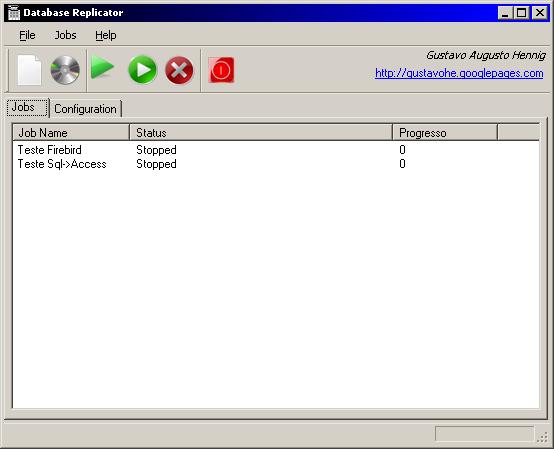 Database Replicator
File Jobs Help
Gustavo Augusto Hennig
http://gustavohe.googlepages.com
Jobs Configuration
Job Name Status Progresso
Teste Firebird Stopped 0
Teste Sql->Access Stopped 0